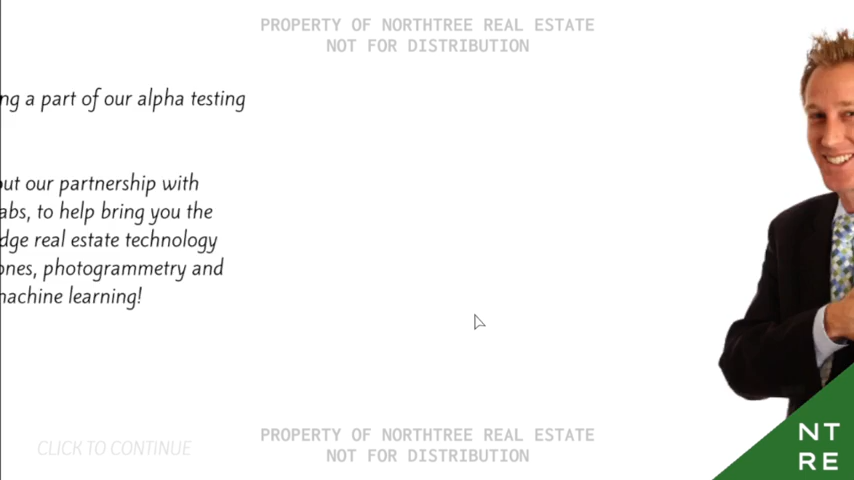 PROPERTY OF NORTHTREE REAL ESTATE
NOT FOR DISTRIBUTION
ng a part of our alpha testing
out our partnership with
abs, to help bring you the
dge real estate technology
ones, photogrammetry and
machine learning!
CLICK TO CONTINUE
PROPERTY OF NORTHTREE REAL ESTATE
NOT FOR DISTRIBUTION
NT
RE